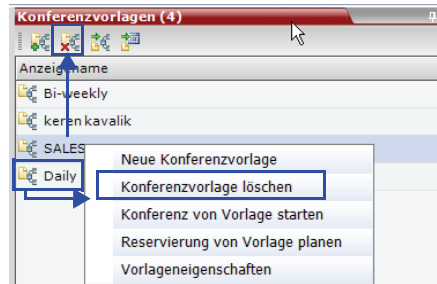 Konferenzvorlagen (4)
Anzeigename
Bi-weekly
keren kavalik
SALES
Daily
Neue Konferenzvorlage
Konferenzvorlage löschen
Konferenz von Vorlage starten
Reservierung von Vorlage planen
Vorlageneigenschaften